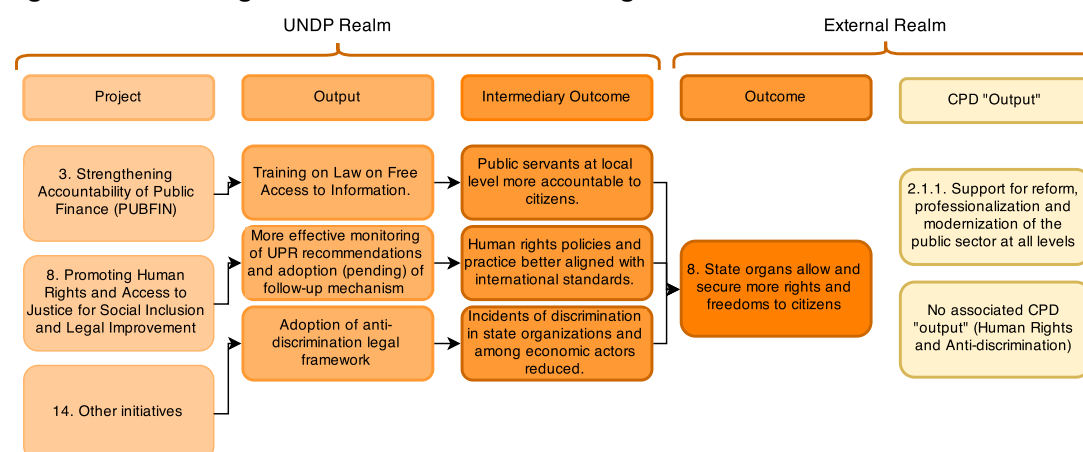 UNDP Realm
External Realm
Project
Output
Intermediary Outcome
Outcome
CPD "Output"
3. Strengthening
Accountability of Public
Finance (PUBFIN)
Training on Law on Free
Access to Information.
Public servants at local
level more accountable to
citizens.
8. Promoting Human
Rights and Access to
Justice for Social Inclusion
and Legal Improvement
More effective monitoring
of UPR recommendations
and adoption (pending) of
follow-up mechanism
Human rights policies and
practice better aligned with
international standards.
14. Other initiatives
Adoption of anti-
discrimination legal
framework
Incidents of discrimination
in state organizations and
among economic actors
reduced.
8. State organs allow and
secure more rights and
freedoms to citizens
2.1.1. Support for reform,
professionalization and
modernization of the
public sector at all levels
No associated CPD
"output" (Human Rights
and Anti-discrimination)